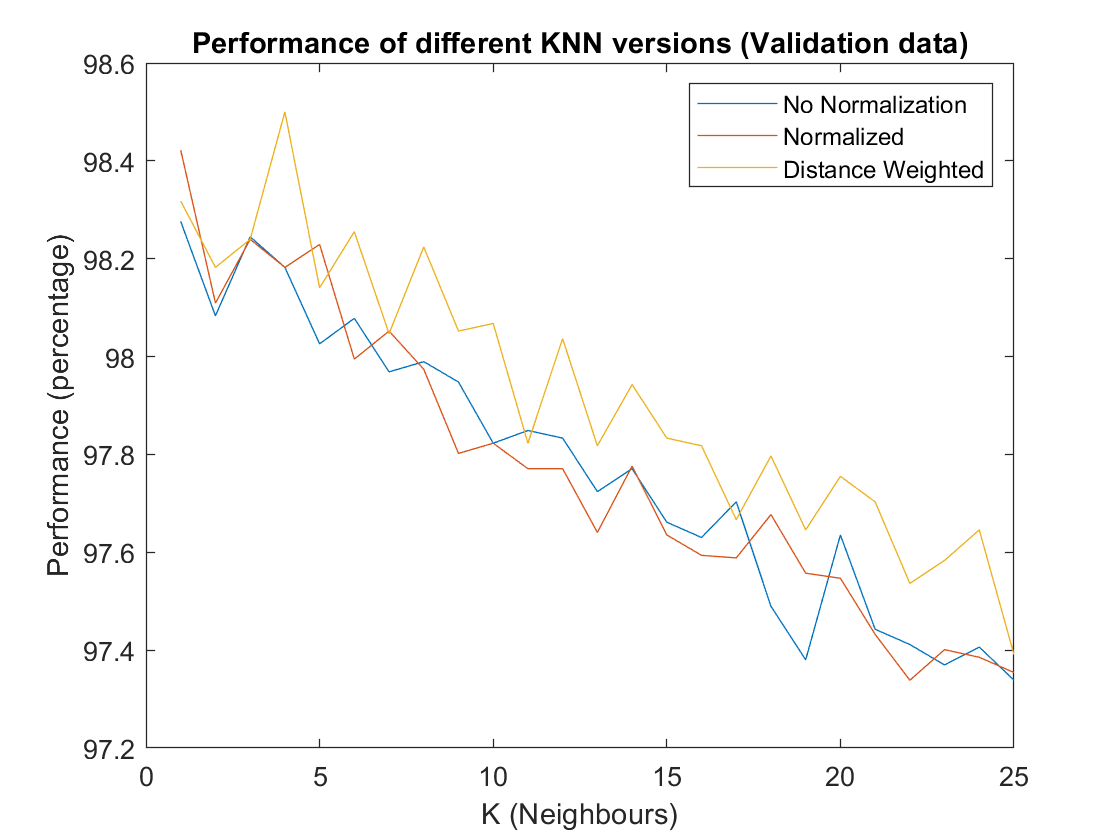 Performance of different KNN versions (Validation data)
98.6
98.4
98.2
98
97.8
97.6
97.4
97.2
Performance (percentage)
No Normalization
Normalized
Distance Weighted
0 5 10 15 20 25
K (Neighbours)